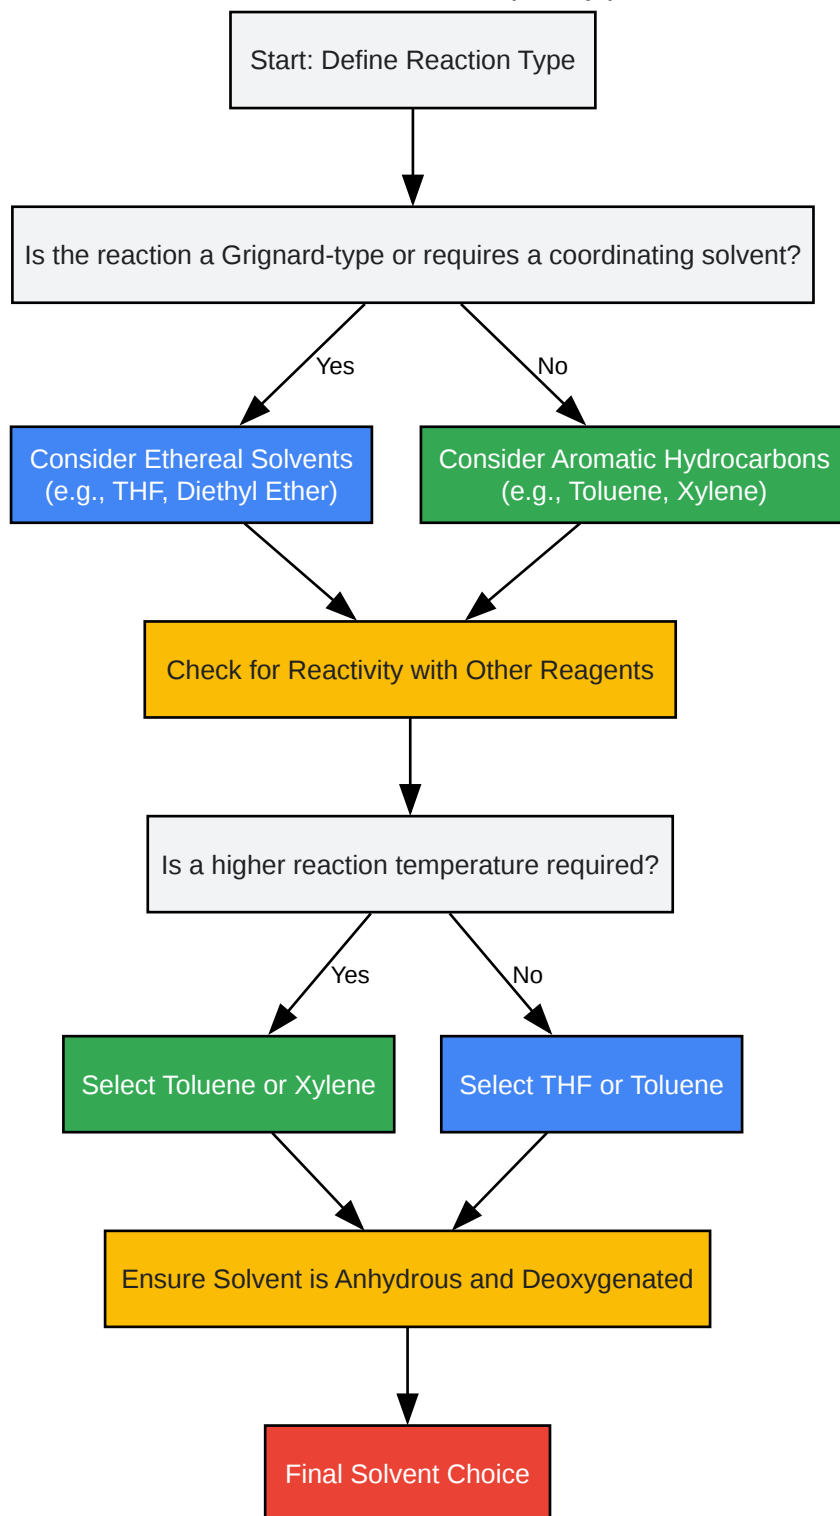 Start: Define Reaction Type
Is the reaction a Grignard-type or requires a coordinating solvent?
Yes
No
Consider Ethereal Solvents
(e.g., THF, Diethyl Ether)
Consider Aromatic Hydrocarbons
(e.g., Toluene, Xylene)
Check for Reactivity with Other Reagents
Is a higher reaction temperature required?
Yes
No
Select Toluene or Xylene
Select THF or Toluene
Ensure Solvent is Anhydrous and Deoxygenated
Final Solvent Choice